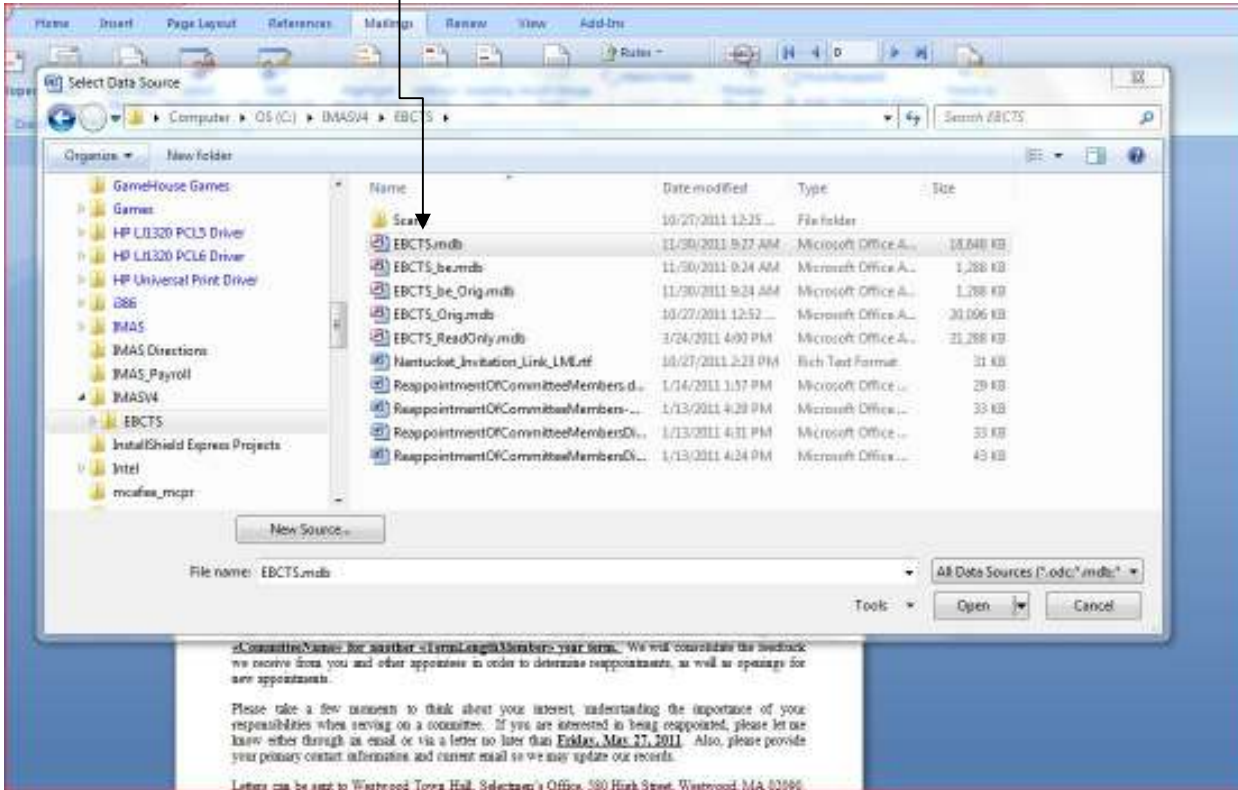 Home Insert Page Layout References Mailings Review View Add-Ins
Rules
0
Select Data Source
Computer OS (C:) IMASV4 EBCTS
Search EBCTS
Organize New folder
Name Date modified Type Size
GameHouse Games
Games
HP LJ1320 PCL5 Driver
HP LJ1320 PCL6 Driver
HP Universal Print Driver
i386
IMAS
IMAS Directions
IMAS_Payroll
IMASV4
EBCTS
InstallShield Express Projects
Intel
mcafee_mcpr
10/27/2011 12:25 ... File folder
EBCTS.mdb 11/30/2011 9:27 AM Microsoft Office A... 18,648 KB
EBCTS_be.mdb 11/30/2011 9:24 AM Microsoft Office A... 1,288 KB
EBCTS_be_Orig.mdb 11/30/2011 9:24 AM Microsoft Office A... 1,288 KB
EBCTS_Orig.mdb 10/27/2011 12:52 ... Microsoft Office A... 20,096 KB
EBCTS_ReadOnly.mdb 3/24/2011 4:00 PM Microsoft Office A... 21,288 KB
Nantucket_Invitation_Link_LMI.rtf 10/27/2011 2:23 PM Rich Text Format 31 KB
ReappointmentOfCommitteeMembers.d... 1/14/2011 1:57 PM Microsoft Office ... 29 KB
ReappointmentOfCommitteeMembers-... 1/13/2011 4:28 PM Microsoft Office ... 33 KB
ReappointmentOfCommitteeMembersDi... 1/13/2011 4:31 PM Microsoft Office ... 33 KB
ReappointmentOfCommitteeMembersDi... 1/13/2011 4:24 PM Microsoft Office ... 43 KB
New Source...
File name: EBCTS.mdb
All Data Sources (*.odc;*.mdb;*
Tools Open Cancel
«CommitteeName» for another «TermLengthMember» year term. We will consolidate the feedback
we receive from you and other appointees in order to determine reappointments, as well as openings for
new appointments.
Please take a few moments to think about your interest, understanding the importance of your
responsibilities when serving on a committee. If you are interested in being reappointed, please let me
know either through an email or via a letter no later than Friday, May 27, 2011. Also, please provide
your primary contact information and current email so we may update our records.
Letters can be sent to Westwood Town Hall, Selectmen's Office, 580 High Street, Westwood, MA 02090,